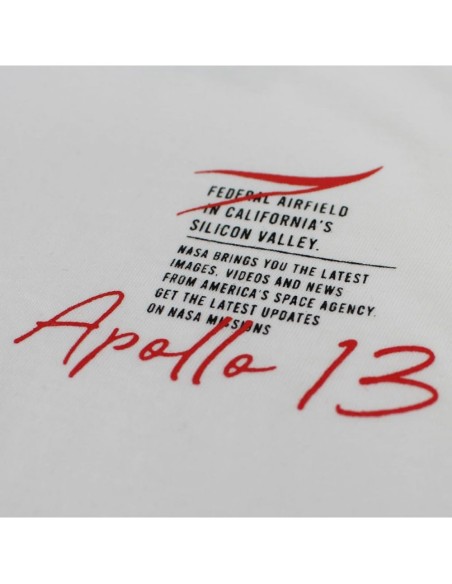 FEDERAL AIRFIELD
IN CALIFORNIA'S
SILICON VALLEY.
NASA BRINGS YOU THE LATEST
IMAGES, VIDEOS AND NEWS
FROM AMERICA'S SPACE AGENCY.
GET THE LATEST UPDATES
ON NASA MISSIONS
Apollo 13